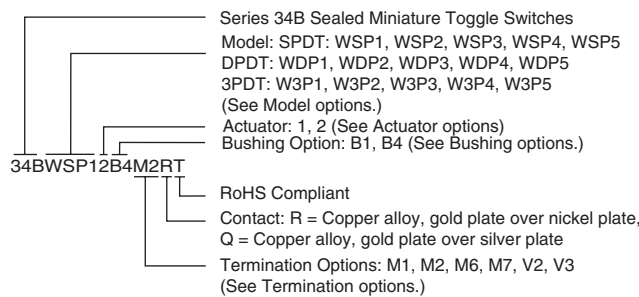 Series 34B Sealed Miniature Toggle Switches
Model: SPDT: WSP1, WSP2, WSP3, WSP4, WSP5
DPDT: WDP1, WDP2, WDP3, WDP4, WDP5
3PDT: W3P1, W3P2, W3P3, W3P4, W3P5
(See Model options.)
Actuator: 1, 2 (See Actuator options)
Bushing Option: B1, B4 (See Bushing options.)
34BWSP12B4M2RT
RoHS Compliant
Contact: R = Copper alloy, gold plate over nickel plate,
Q = Copper alloy, gold plate over silver plate
Termination Options: M1, M2, M6, M7, V2, V3
(See Termination options.)